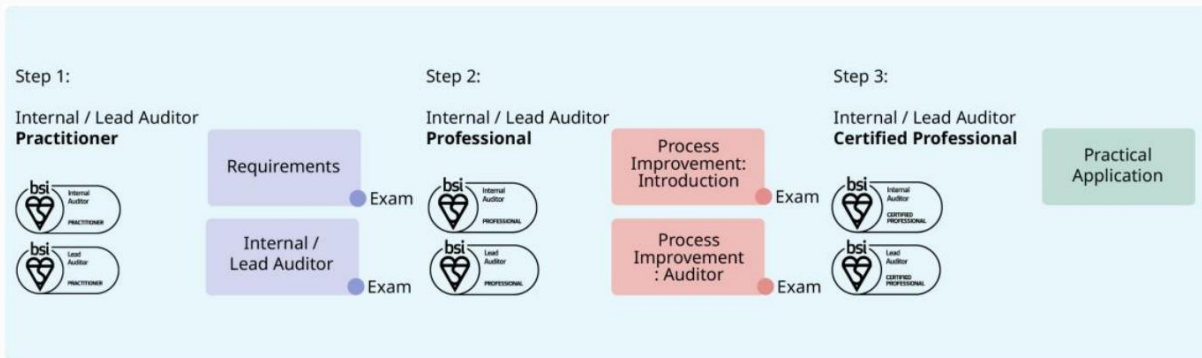 Step 1:
Internal / Lead Auditor
Practitioner
bsi
Internal
Auditor
PRACTITIONER
bsi
Lead
Auditor
PRACTITIONER
Requirements
Exam
Internal /
Lead Auditor
Exam
Step 2:
Internal / Lead Auditor
Professional
bsi
Internal
Auditor
PROFESSIONAL
bsi
Lead
Auditor
PROFESSIONAL
Process
Improvement:
Introduction
Exam
Process
Improvement
: Auditor
Exam
Step 3:
Internal / Lead Auditor
Certified Professional
bsi
Internal
Auditor
CERTIFIED
PROFESSIONAL
bsi
Lead
Auditor
CERTIFIED
PROFESSIONAL
Practical
Application